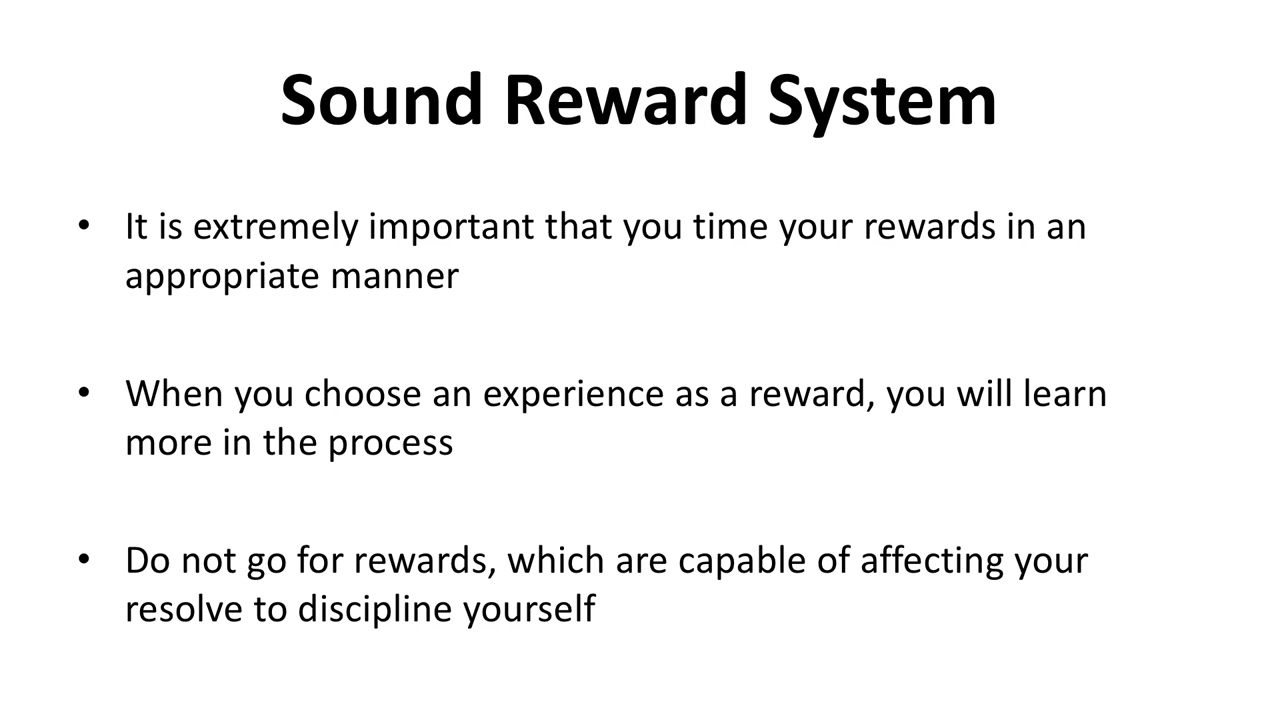 Sound Reward System
• It is extremely important that you time your rewards in an
appropriate manner
• When you choose an experience as a reward, you will learn
more in the process
• Do not go for rewards, which are capable of affecting your
resolve to discipline yourself